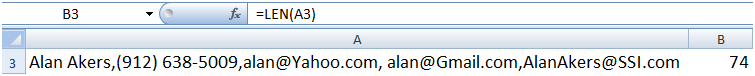 B3 fx =LEN(A3)
A B
3 Alan Akers,(912) 638-5009,alan@Yahoo.com, alan@Gmail.com,AlanAkers@SSI.com 74